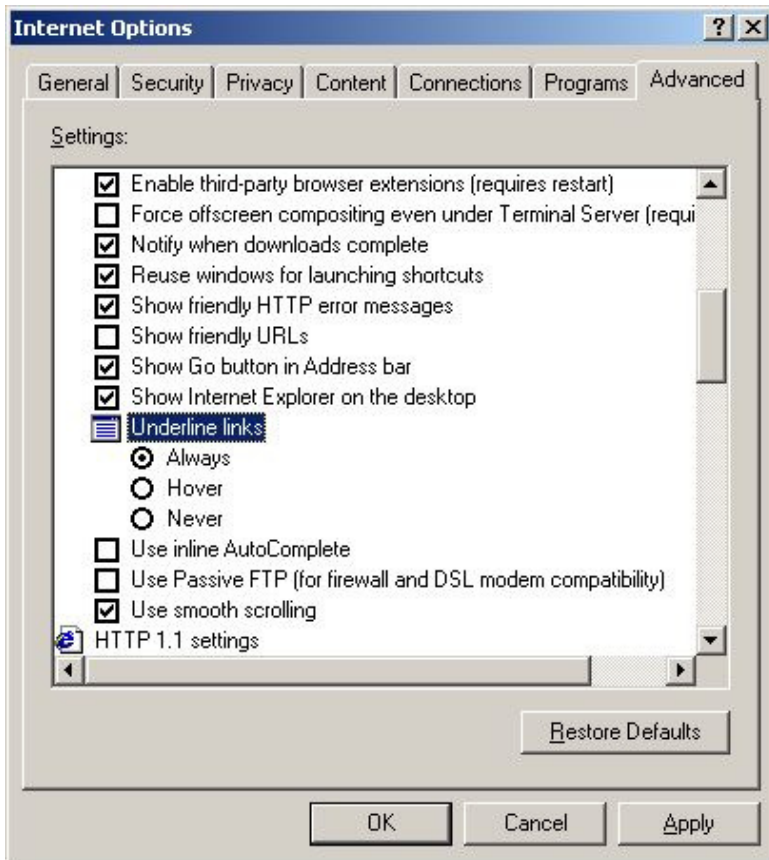 Internet Options
General Security Privacy Content Connections Programs Advanced
Settings:
Enable third-party browser extensions (requires restart)
Force offscreen compositing even under Terminal Server (requi
Notify when downloads complete
Reuse windows for launching shortcuts
Show friendly HTTP error messages
Show friendly URLs
Show Go button in Address bar
Show Internet Explorer on the desktop
Underline links
Always
Hover
Never
Use inline AutoComplete
Use Passive FTP (for firewall and DSL modem compatibility)
Use smooth scrolling
HTTP 1.1 settings
Restore Defaults
OK Cancel Apply